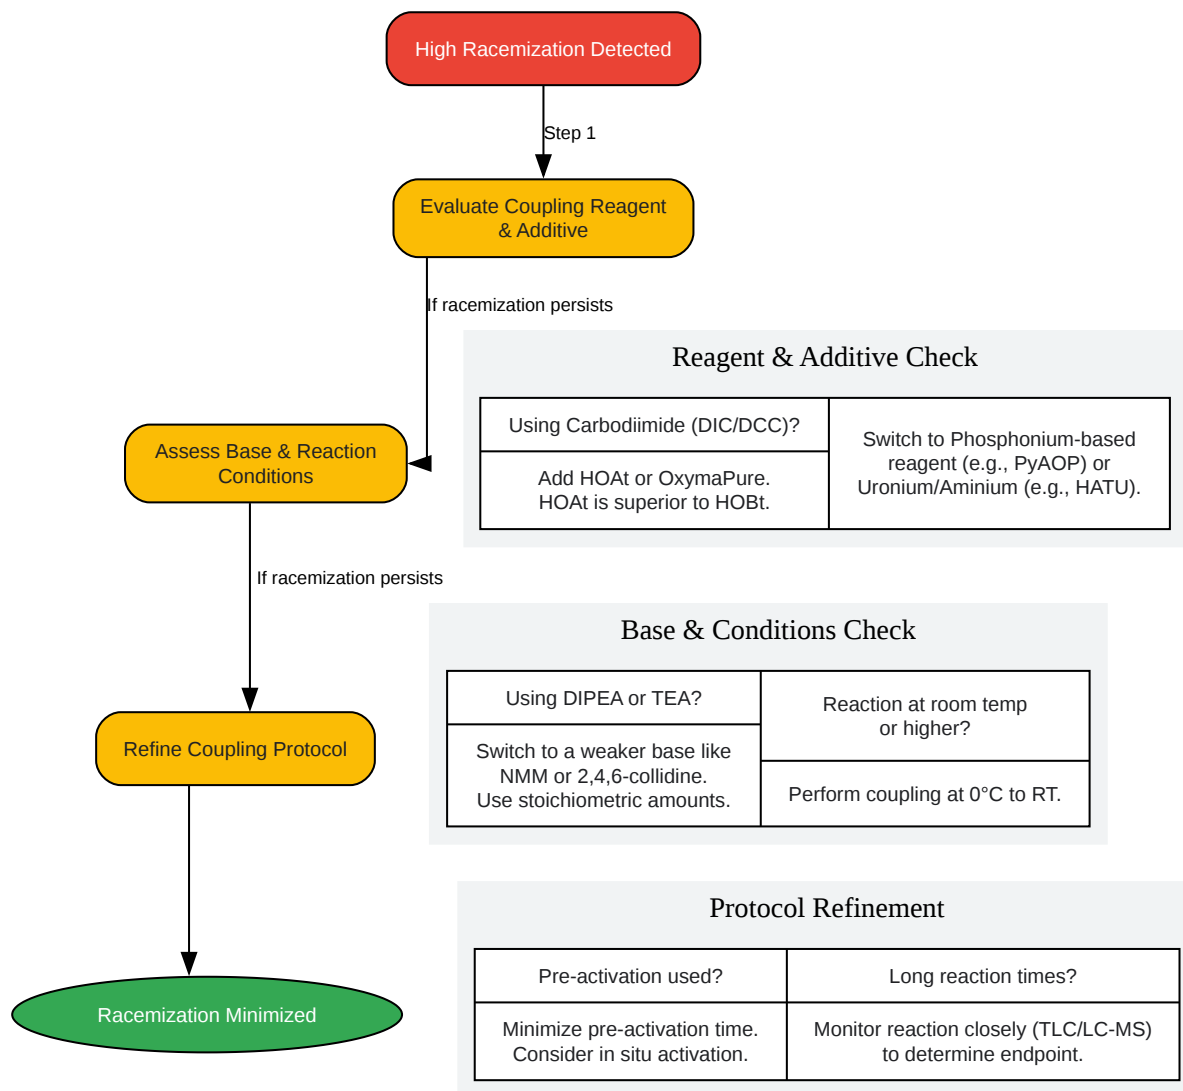 High Racemization Detected
Step 1
Evaluate Coupling Reagent
& Additive
If racemization persists
Reagent & Additive Check
Using Carbodiimide (DIC/DCC)?
Add HOAt or OxymaPure.
HOAt is superior to HOBt.
Switch to Phosphonium-based
reagent (e.g., PyAOP) or
Uronium/Aminium (e.g., HATU).
Assess Base & Reaction
Conditions
If racemization persists
Base & Conditions Check
Using DIPEA or TEA?
Switch to a weaker base like
NMM or 2,4,6-collidine.
Use stoichiometric amounts.
Reaction at room temp
or higher?
Perform coupling at 0°C to RT.
Refine Coupling Protocol
Protocol Refinement
Pre-activation used?
Minimize pre-activation time.
Consider in situ activation.
Long reaction times?
Monitor reaction closely (TLC/LC-MS)
to determine endpoint.
Racemization Minimized